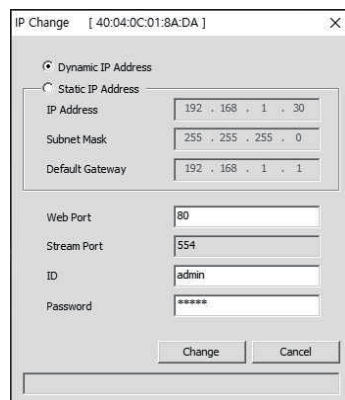 IP Change [ 40:04:0C:01:8A:DA ]
Dynamic IP Address
Static IP Address
IP Address 192 . 168 . 1 . 30
Subnet Mask 255 . 255 . 255 . 0
Default Gateway 192 . 168 . 1 . 1
Web Port 80
Stream Port 554
ID admin
Password *****
Change Cancel